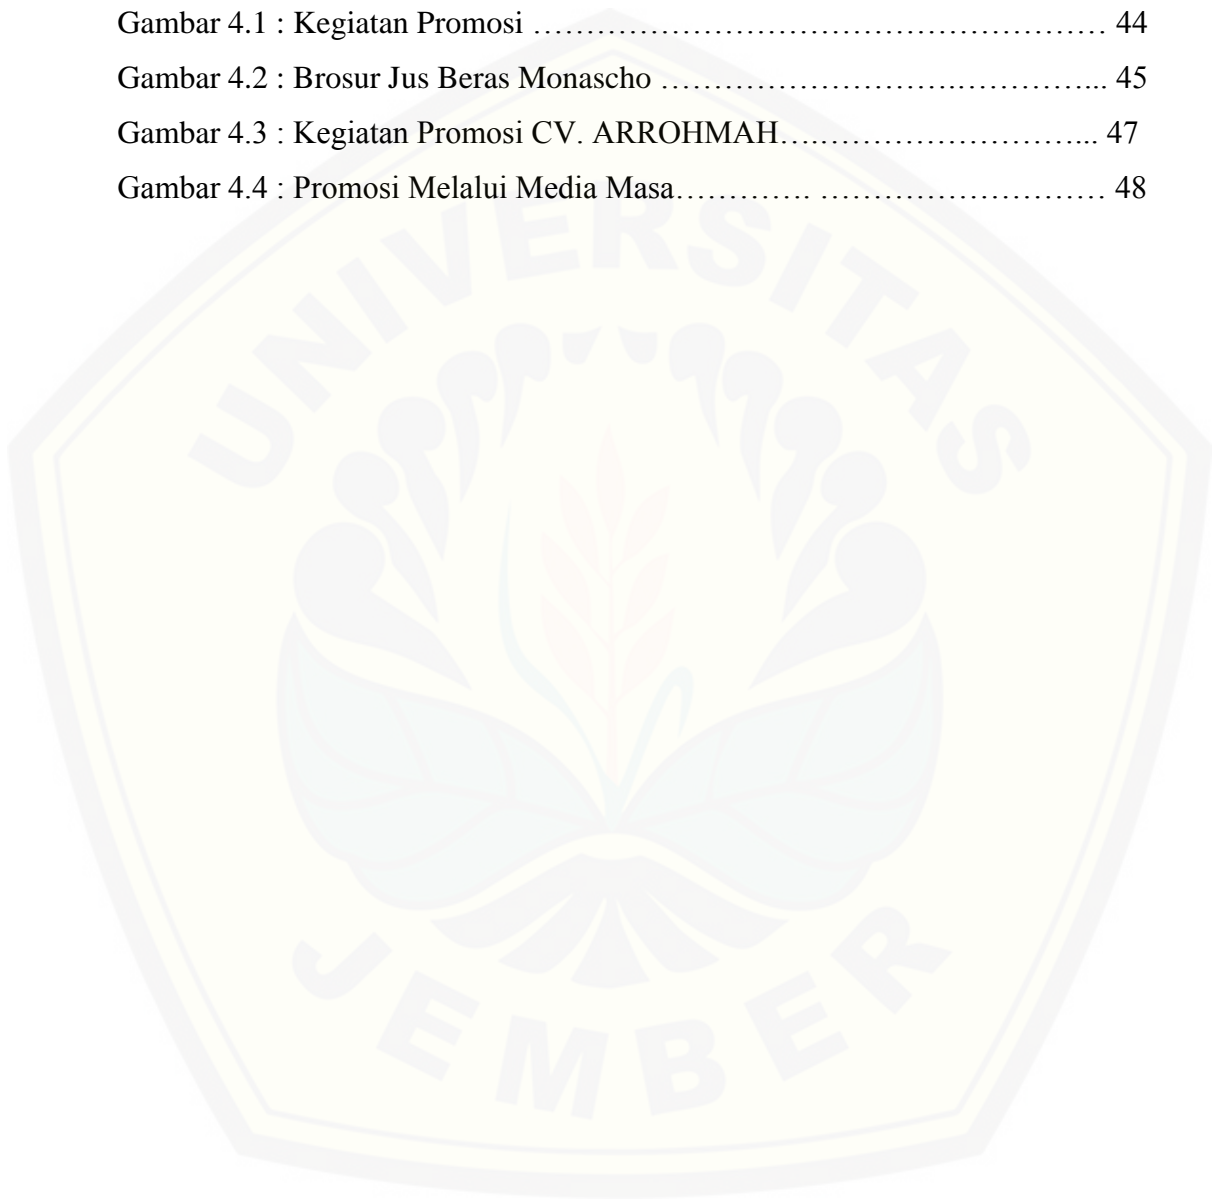 Gambar 4.1 : Kegiatan Promosi ……………………………………………… 44
Gambar 4.2 : Brosur Jus Beras Monascho ……………………….………….. 45
Gambar 4.3 : Kegiatan Promosi CV. ARROHMAH….……………………... 47
Gambar 4.4 : Promosi Melalui Media Masa…………. ……………………… 48
UNIVERSITAS
JEMBER